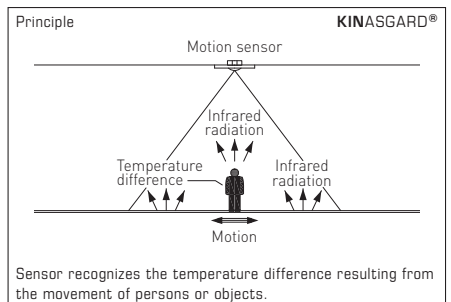 Principle
KINASGARD®
Motion sensor
Infrared
radiation
Temperature
difference
Infrared
radiation
Motion
Sensor recognizes the temperature difference resulting from
the movement of persons or objects.